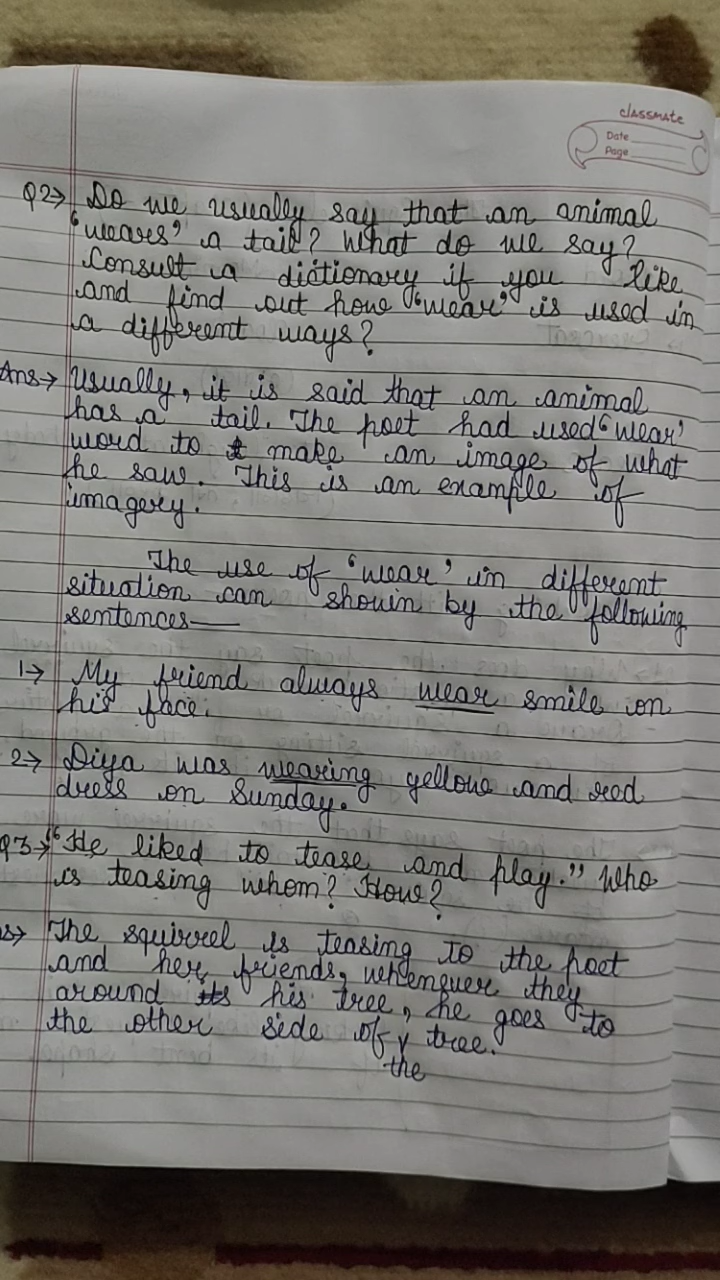 classmate
Date
Page
Q2→ Do we usually say that an animal
"weares" a tail? What do we say?
Consult a dictionary if you like
and find out how "wear" is used in
a different ways?
Ans→ Usually, it is said that an animal
has a tail. The poet had used "wear"
word to make an image of what
he saw. This is an example of
imagery.
The use of "wear" in different
situation can showin by the following
sentences—
1→ My friend always wear smile on
his face.
2→ Diya was wearing yellow and red
dress on Sunday.
Q3→ "He liked to tease and play." Who
is teasing whom? How?
s→ The squirrel is teasing to the poet
and her friends, whenever they
around his tree, he goes to
the other side of the tree.